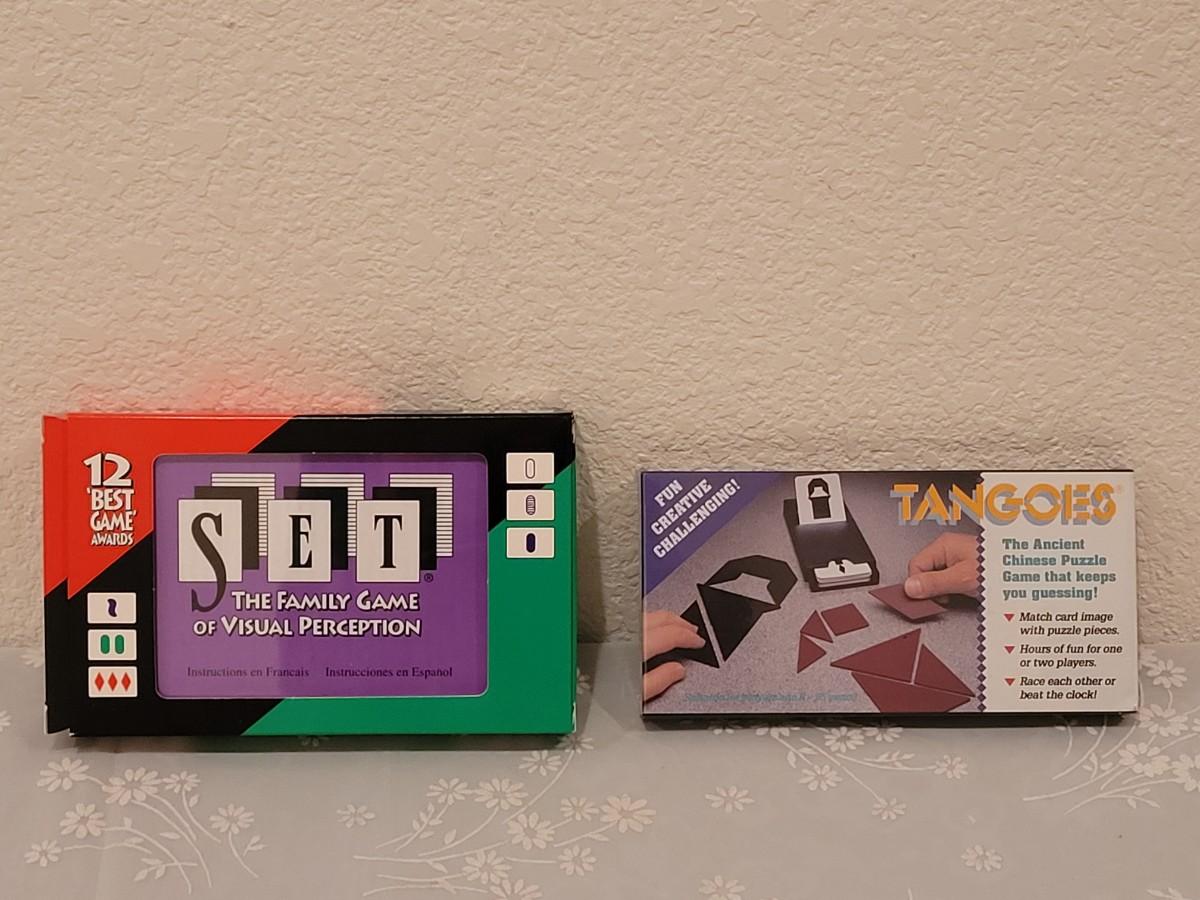 12
'BEST
GAME'
AWARDS
SET®
THE FAMILY GAME
OF VISUAL PERCEPTION
Instructions en Francais Instrucciones en Español
FUN
CREATIVE
CHALLENGING!
TANGOES
The Ancient
Chinese Puzzle
Game that keeps
you guessing!
Match card image
with puzzle pieces.
Hours of fun for one
or two players.
Race each other or
beat the clock!